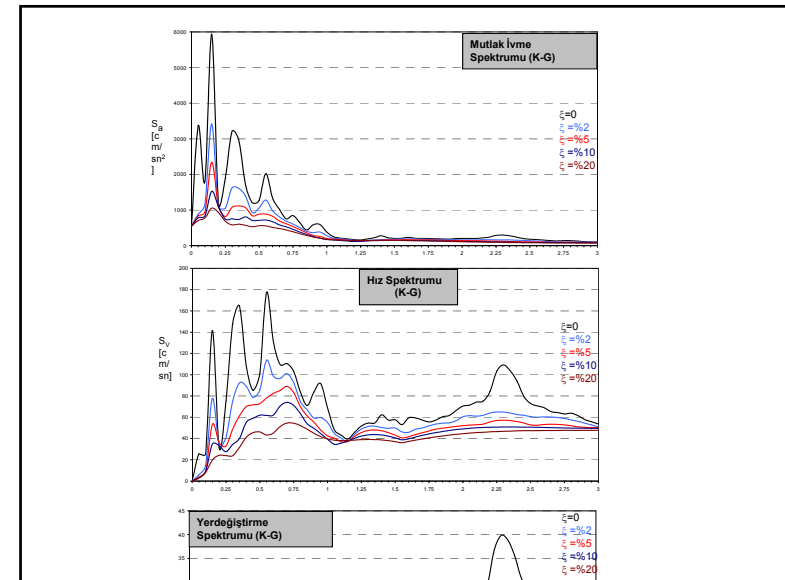 Mutlak İvme
Spektrumu (K-G)
6000
5000
4000
3000
2000
1000
0
Sa
[c
m/
sn²
]
ξ=0
ξ =%2
ξ =%5
ξ =%10
ξ =%20
0 0.25 0.5 0.75 1 1.25 1.5 1.75 2 2.25 2.5 2.75 3
Hız Spektrumu
(K-G)
200
180
160
140
120
100
80
60
40
20
0
Sv
[c
m/
sn]
ξ=0
ξ =%2
ξ =%5
ξ =%10
ξ =%20
0 0.25 0.5 0.75 1 1.25 1.5 1.75 2 2.25 2.5 2.75 3
Yerdeğiştirme
Spektrumu (K-G)
45
40
35
ξ=0
ξ =%2
ξ =%5
ξ =%10
ξ =%20